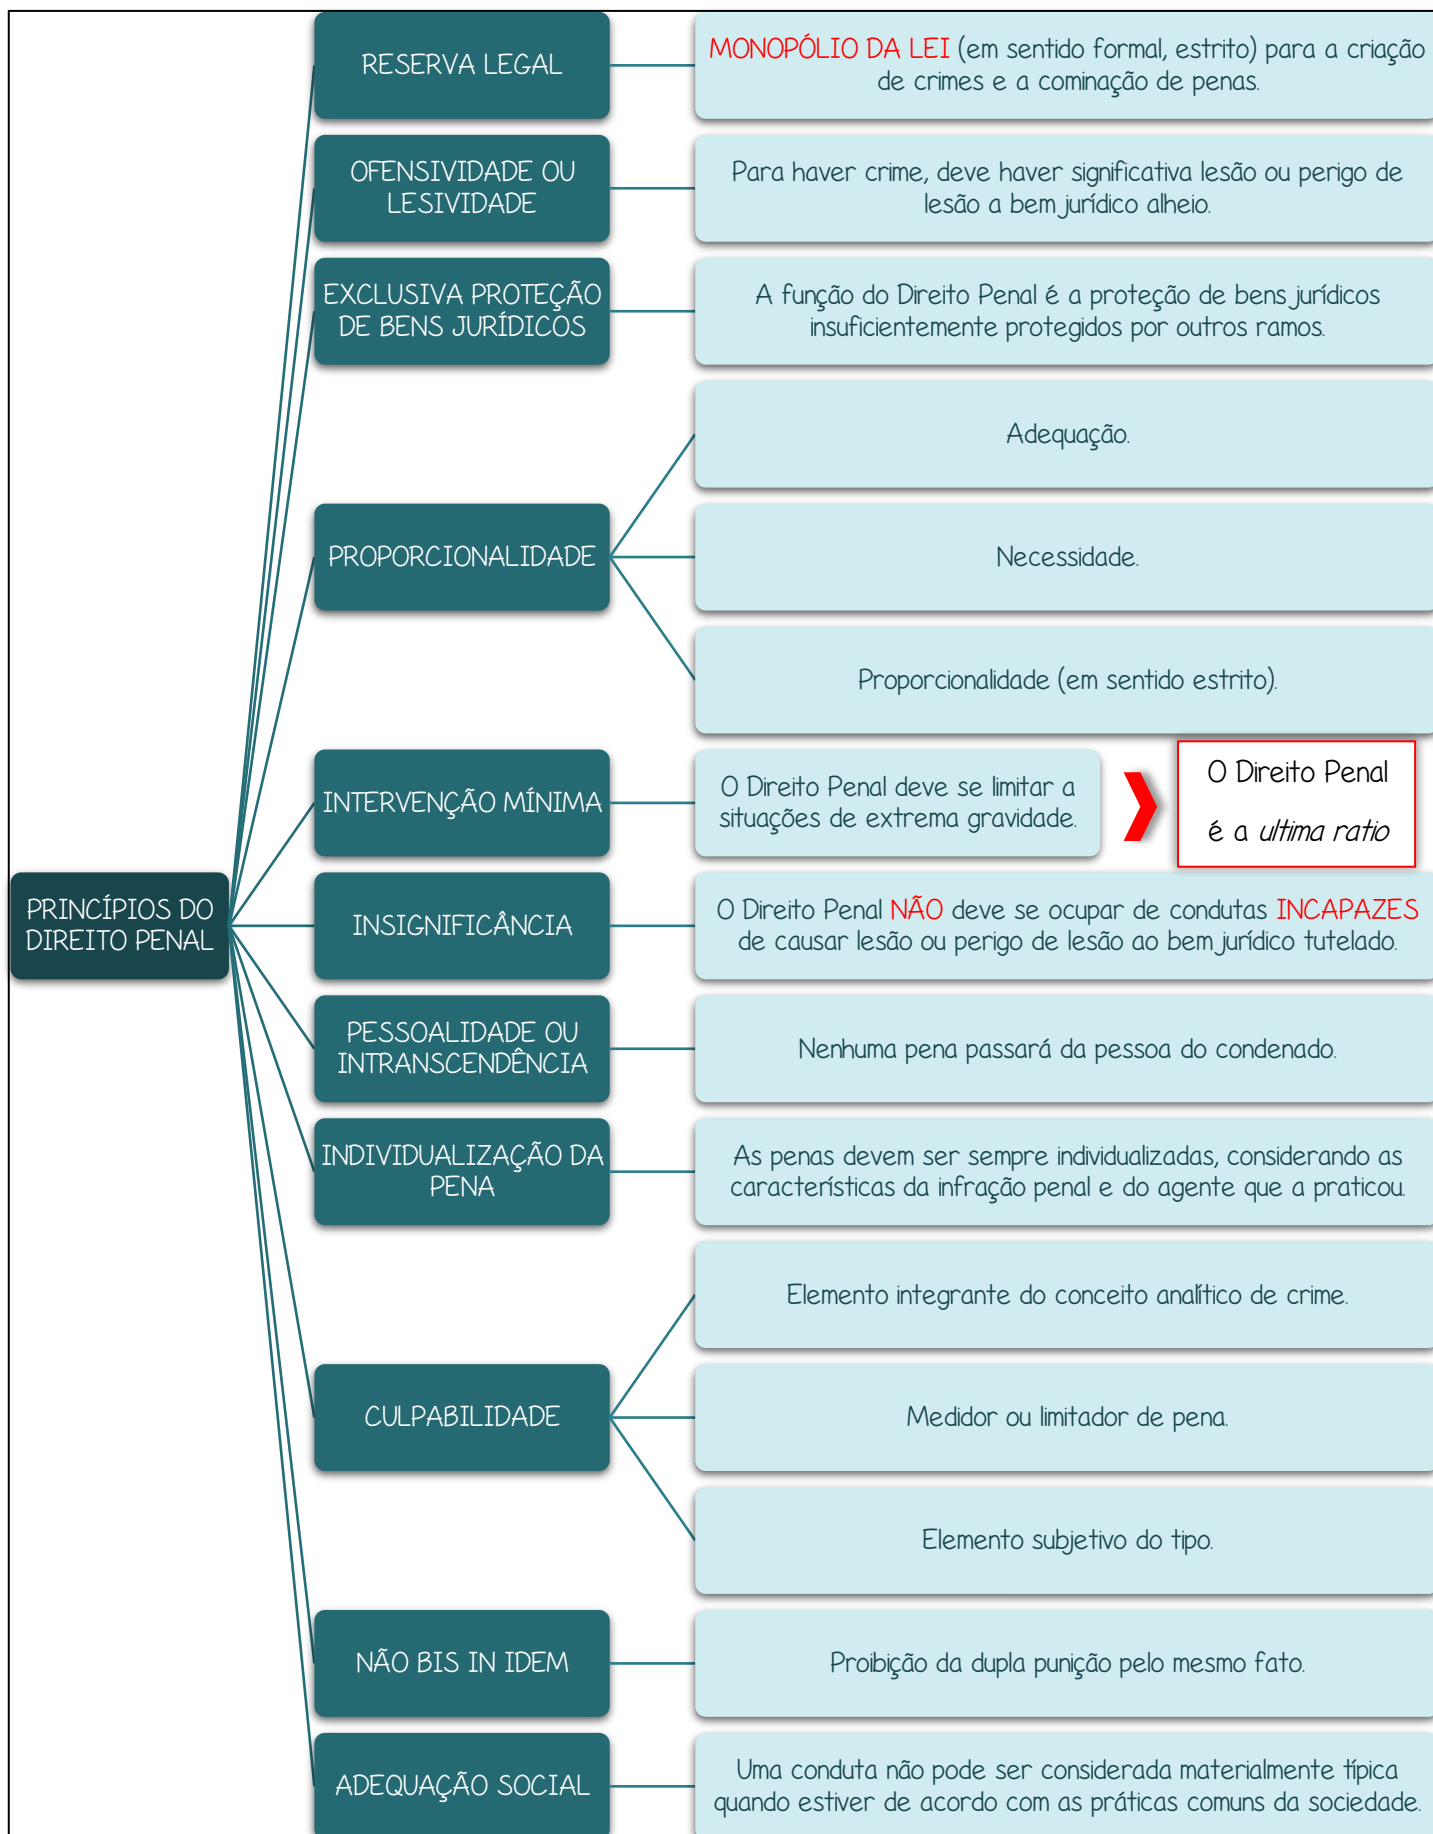 PRINCÍPIOS DO
DIREITO PENAL
RESERVA LEGAL
MONOPÓLIO DA LEI (em sentido formal, estrito) para a criação
de crimes e a cominação de penas.
OFENSIVIDADE OU
LESIVIDADE
Para haver crime, deve haver significativa lesão ou perigo de
lesão a bem jurídico alheio.
EXCLUSIVA PROTEÇÃO
DE BENS JURÍDICOS
A função do Direito Penal é a proteção de bens jurídicos
insuficientemente protegidos por outros ramos.
PROPORCIONALIDADE
Adequação.
Necessidade.
Proporcionalidade (em sentido estrito).
INTERVENÇÃO MÍNIMA
O Direito Penal deve se limitar a
situações de extrema gravidade.
O Direito Penal
é a ultima ratio
INSIGNIFICÂNCIA
O Direito Penal NÃO deve se ocupar de condutas INCAPAZES
de causar lesão ou perigo de lesão ao bem jurídico tutelado.
PESSOALIDADE OU
INTRANSCENDÊNCIA
Nenhuma pena passará da pessoa do condenado.
INDIVIDUALIZAÇÃO DA
PENA
As penas devem ser sempre individualizadas, considerando as
características da infração penal e do agente que a praticou.
CULPABILIDADE
Elemento integrante do conceito analítico de crime.
Medidor ou limitador de pena.
Elemento subjetivo do tipo.
NÃO BIS IN IDEM
Proibição da dupla punição pelo mesmo fato.
ADEQUAÇÃO SOCIAL
Uma conduta não pode ser considerada materialmente típica
quando estiver de acordo com as práticas comuns da sociedade.